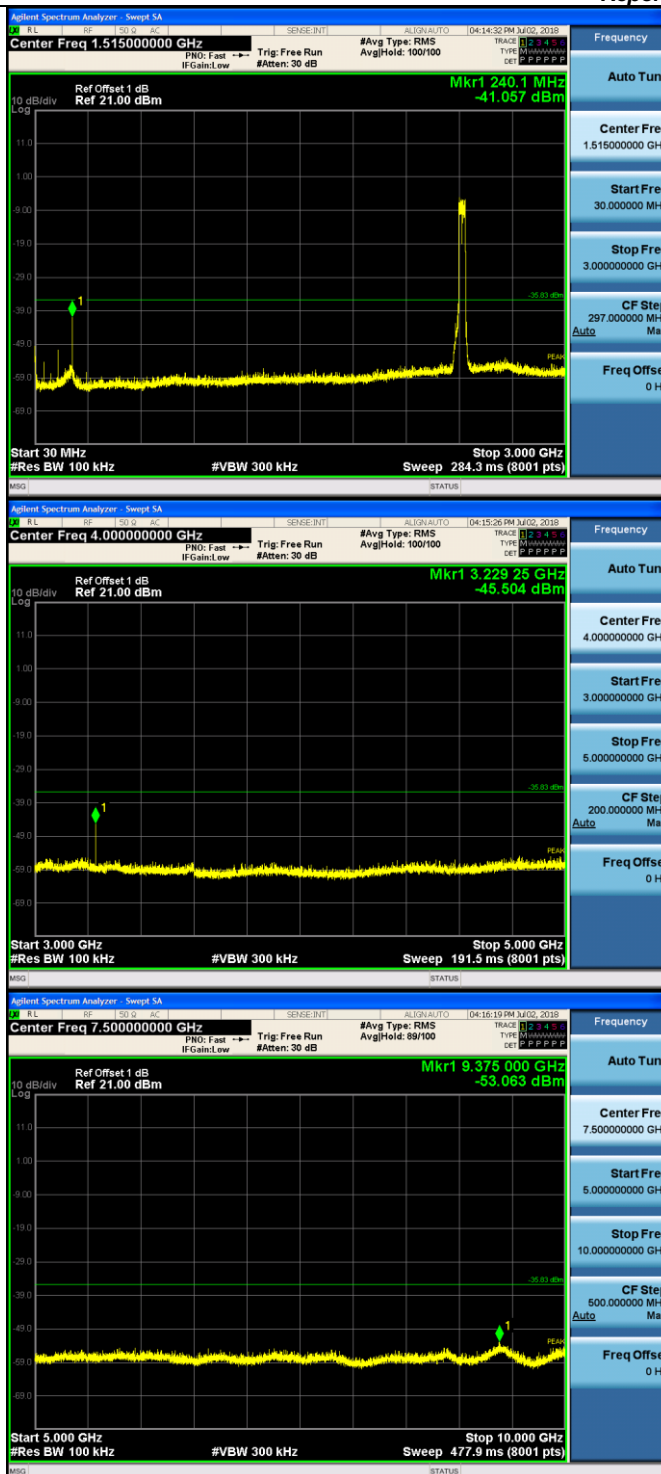 Repor
Agilent Spectrum Analyzer - Swept SA
RL RF 50 Ω AC SENSE:INT ALIGN AUTO 04:14:32 PM Jul 02, 2018
Center Freq 1.515000000 GHz
PNO: Fast
IFGain:Low
Trig: Free Run
#Atten: 30 dB
#Avg Type: RMS
Avg|Hold: 100/100
TRACE 1 2 3 4 5 6
TYPE M
DET P P P P P P
Frequency
Mkr1 240.1 MHz
-41.057 dBm
Ref Offset 1 dB
10 dB/div Ref 21.00 dBm
Log
11.0
1.00
-9.00
-19.0
-29.0
-39.0
-49.0
-59.0
-69.0
1
-35.83 dBm
PEAK
Start 30 MHz Stop 3.000 GHz
#Res BW 100 kHz #VBW 300 kHz Sweep 284.3 ms (8001 pts)
MSG STATUS
Auto Tun
Center Fre
1.515000000 GH
Start Fre
30.000000 MH
Stop Fre
3.000000000 GH
CF Ste
297.000000 MH
Auto Ma
Freq Offse
0 H
Agilent Spectrum Analyzer - Swept SA
RL RF 50 Ω AC SENSE:INT ALIGN AUTO 04:15:26 PM Jul 02, 2018
Center Freq 4.000000000 GHz
PNO: Fast
IFGain:Low
Trig: Free Run
#Atten: 30 dB
#Avg Type: RMS
Avg|Hold: 100/100
TRACE 1 2 3 4 5 6
TYPE M
DET P P P P P P
Frequency
Mkr1 3.229 25 GHz
-45.504 dBm
Ref Offset 1 dB
10 dB/div Ref 21.00 dBm
Log
11.0
1.00
-9.00
-19.0
-29.0
-39.0
-49.0
-59.0
-69.0
1
-35.83 dBm
PEAK
Start 3.000 GHz Stop 5.000 GHz
#Res BW 100 kHz #VBW 300 kHz Sweep 191.5 ms (8001 pts)
MSG STATUS
Auto Tun
Center Fre
4.000000000 GH
Start Fre
3.000000000 GH
Stop Fre
5.000000000 GH
CF Ste
200.000000 MH
Auto Ma
Freq Offse
0 H
Agilent Spectrum Analyzer - Swept SA
RL RF 50 Ω AC SENSE:INT ALIGN AUTO 04:16:19 PM Jul 02, 2018
Center Freq 7.500000000 GHz
PNO: Fast
IFGain:Low
Trig: Free Run
#Atten: 30 dB
#Avg Type: RMS
Avg|Hold: 89/100
TRACE 1 2 3 4 5 6
TYPE M
DET P P P P P P
Frequency
Mkr1 9.375 000 GHz
-53.063 dBm
Ref Offset 1 dB
10 dB/div Ref 21.00 dBm
Log
11.0
1.00
-9.00
-19.0
-29.0
-39.0
-49.0
-59.0
-69.0
1
-35.83 dBm
PEAK
Start 5.000 GHz Stop 10.000 GHz
#Res BW 100 kHz #VBW 300 kHz Sweep 477.9 ms (8001 pts)
MSG STATUS
Auto Tun
Center Fre
7.500000000 GH
Start Fre
5.000000000 GH
Stop Fre
10.000000000 GH
CF Ste
500.000000 MH
Auto Ma
Freq Offse
0 H